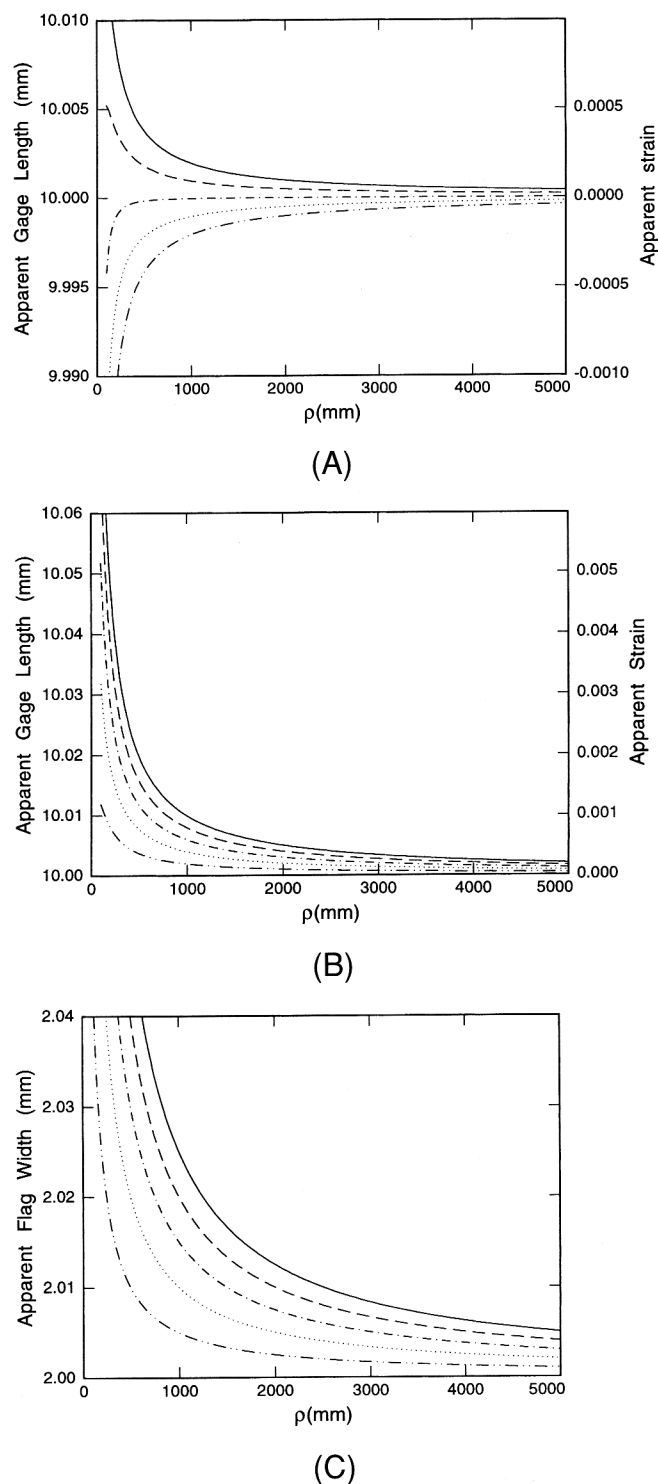 10.010
10.005
10.000
9.995
9.990
Apparent Gage Length (mm)
0.0005
0.0000
-0.0005
-0.0010
Apparent strain
0 1000 2000 3000 4000 5000
ρ(mm)
(A)
10.06
10.05
10.04
10.03
10.02
10.01
10.00
Apparent Gage Length (mm)
0.005
0.004
0.003
0.002
0.001
0.000
Apparent Strain
0 1000 2000 3000 4000 5000
ρ(mm)
(B)
2.04
2.03
2.02
2.01
2.00
Apparent Flag Width (mm)
0 1000 2000 3000 4000 5000
ρ(mm)
(C)